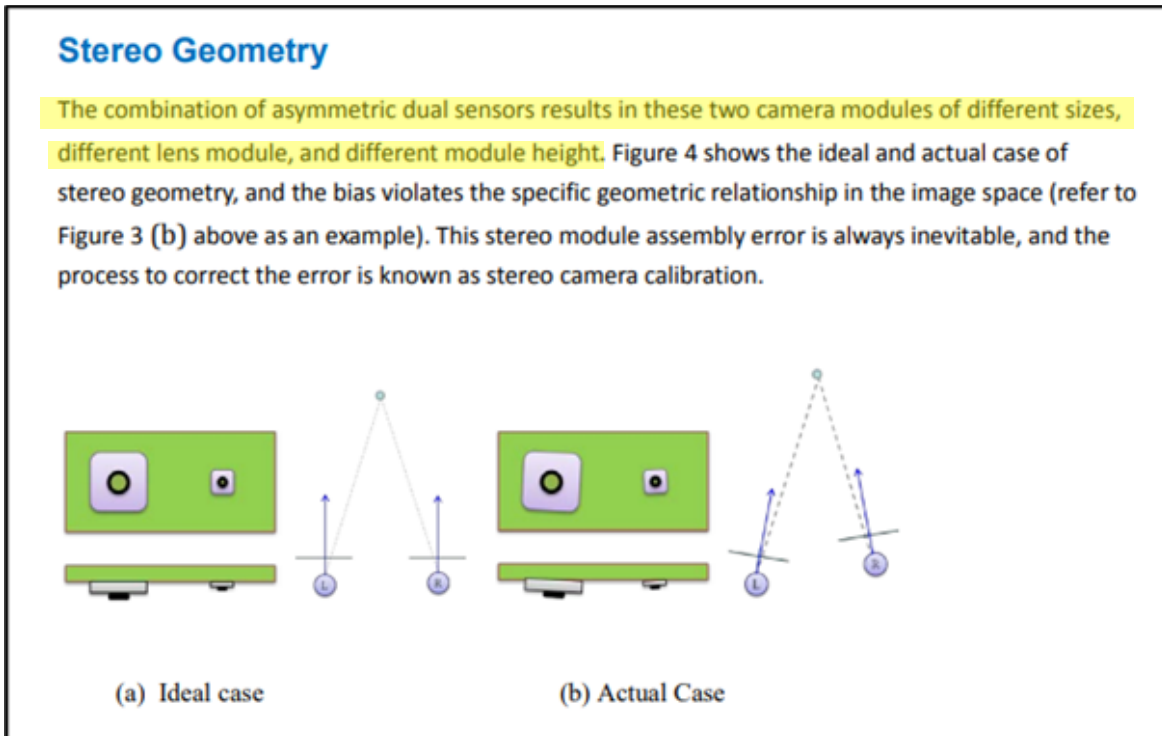 Stereo Geometry
The combination of asymmetric dual sensors results in these two camera modules of different sizes,
different lens module, and different module height. Figure 4 shows the ideal and actual case of
stereo geometry, and the bias violates the specific geometric relationship in the image space (refer to
Figure 3 (b) above as an example). This stereo module assembly error is always inevitable, and the
process to correct the error is known as stereo camera calibration.
L R L R
(a) Ideal case (b) Actual Case